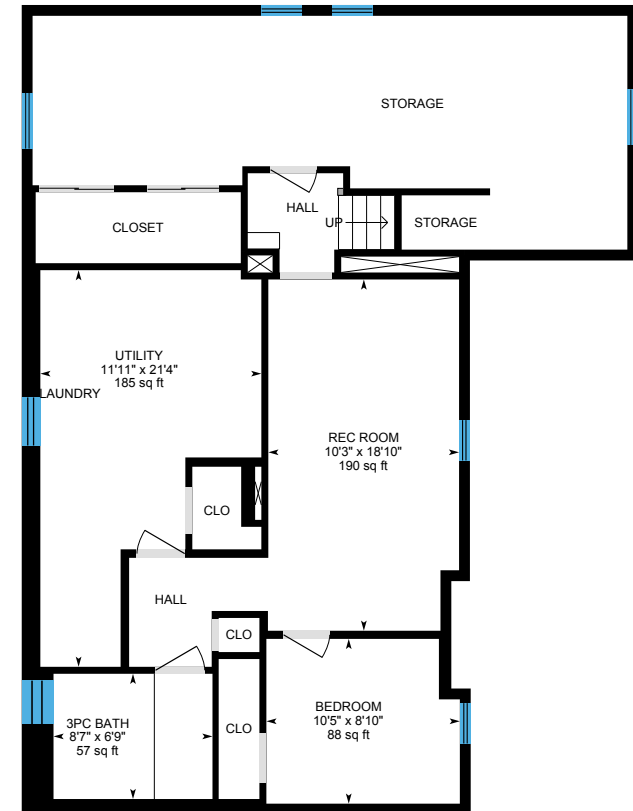 STORAGE
HALL
UP
STORAGE
CLOSET
UTILITY
11'11" x 21'4"
185 sq ft
LAUNDRY
REC ROOM
10'3" x 18'10"
190 sq ft
CLO
HALL
CLO
BEDROOM
10'5" x 8'10"
88 sq ft
3PC BATH
8'7" x 6'9"
57 sq ft
CLO